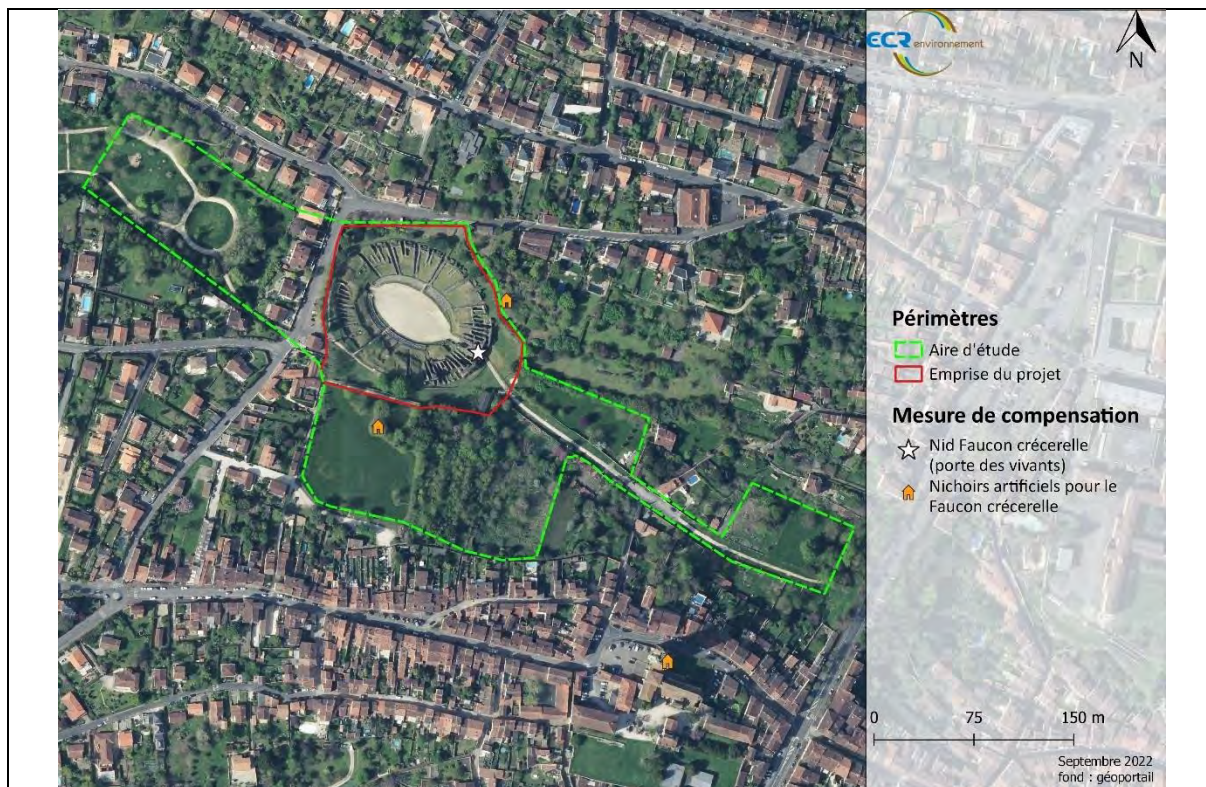 ECR environnement
N
Périmètres
Aire d'étude
Emprise du projet
Mesure de compensation
Nid Faucon crécerelle
(porte des vivants)
Nichoirs artificiels pour le
Faucon crécerelle
0 75 150 m
Septembre 2022
fond : géoportail